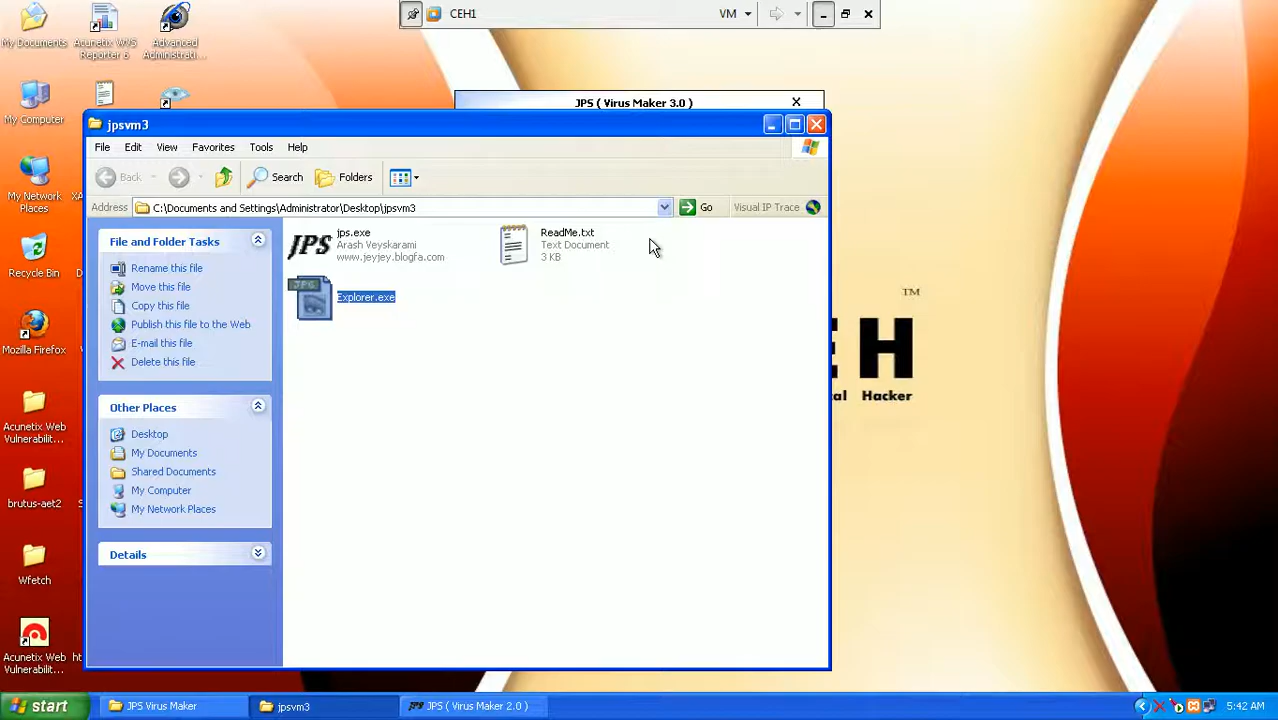 CEH1
VM
My Documents
Acunetix WVS
Reporter 6
Advanced
Administrati...
JPS ( Virus Maker 3.0 )
X
My Computer
jpsvm3
File Edit View Favorites Tools Help
Back
Search
Folders
Address
C:\Documents and Settings\Administrator\Desktop\jpsvm3
Go
Visual IP Trace
My Network
Places
XA
File and Folder Tasks
Rename this file
Move this file
Copy this file
Publish this file to the Web
E-mail this file
Delete this file
JPS
jps.exe
Arash Veyskarami
www.jeyjey.blogfa.com
ReadMe.txt
Text Document
3 KB
JPG
Explorer.exe
Recycle Bin
Mozilla Firefox
TM
EH
al Hacker
Other Places
Desktop
My Documents
Shared Documents
My Computer
My Network Places
Acunetix Web
Vulnerabilit...
brutus-aet2
Details
Wfetch
Acunetix Web
Vulnerabilit...
ht
start
JPS Virus Maker
jpsvm3
JPS ( Virus Maker 2.0 )
5:42 AM